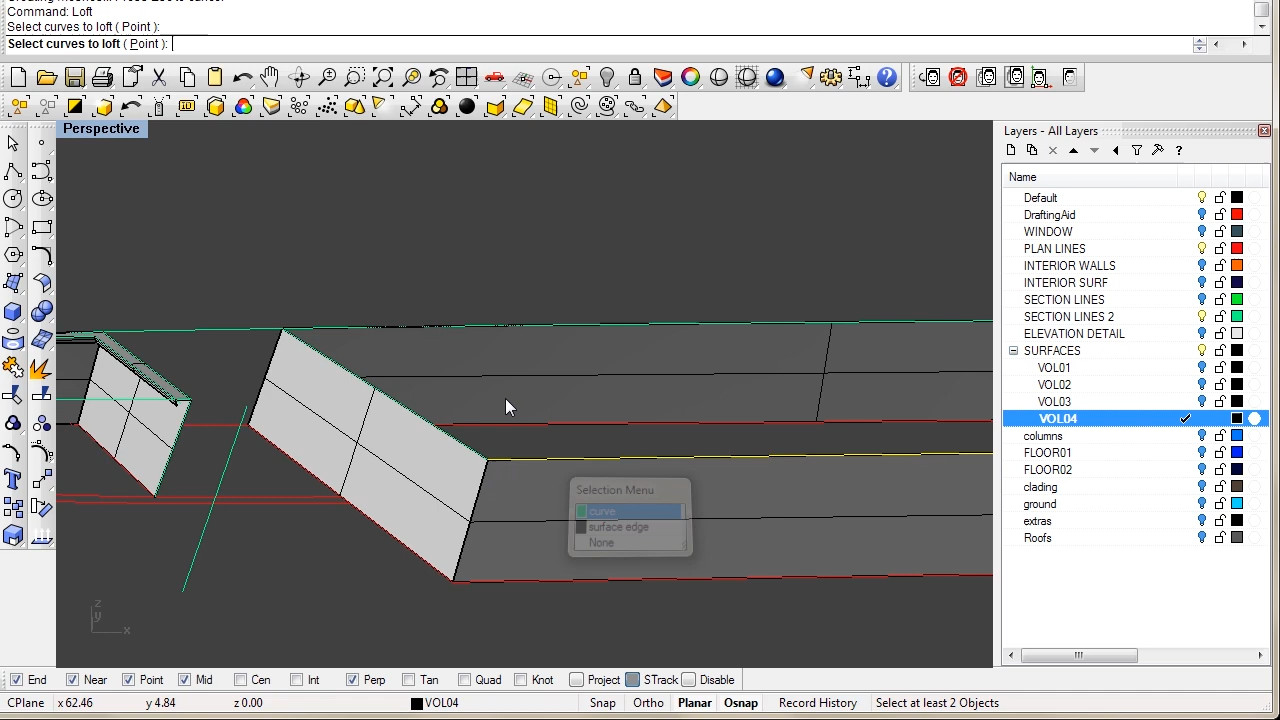 Command: Loft
Select curves to loft ( Point ):
Select curves to loft ( Point ):
Perspective
Layers - All Layers
Name
Default
DraftingAid
WINDOW
PLAN LINES
INTERIOR WALLS
INTERIOR SURF
SECTION LINES
SECTION LINES 2
ELEVATION DETAIL
SURFACES
VOL01
VOL02
VOL03
VOL04
columns
FLOOR01
FLOOR02
clading
ground
extras
Roofs
Selection Menu
curve
surface edge
None
z
y
x
End Near Point Mid Cen Int Perp Tan Quad Knot Project STrack Disable
CPlane x 62.46 y 4.84 z 0.00 VOL04 Snap Ortho Planar Osnap Record History Select at least 2 Objects